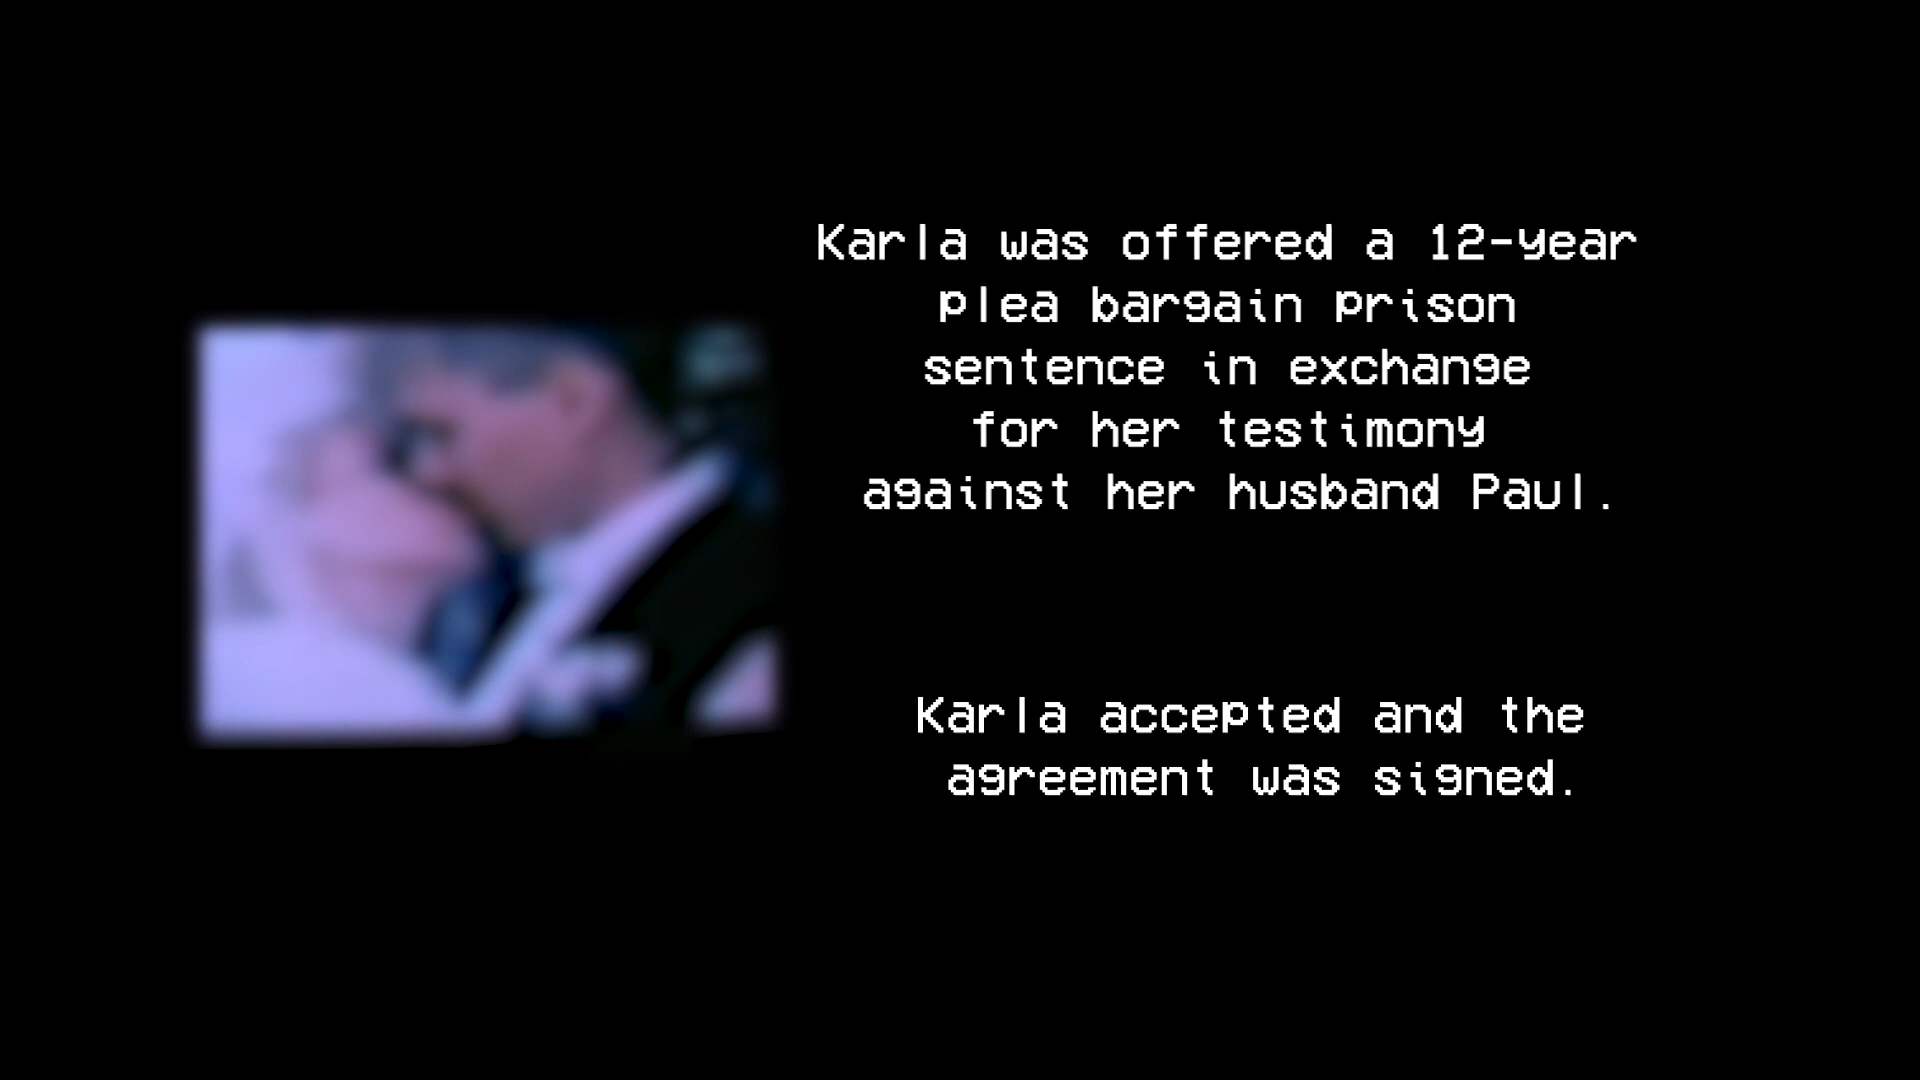 Karla was offered a 12-year
plea bargain prison
sentence in exchange
for her testimony
against her husband Paul.
Karla accepted and the
agreement was signed.